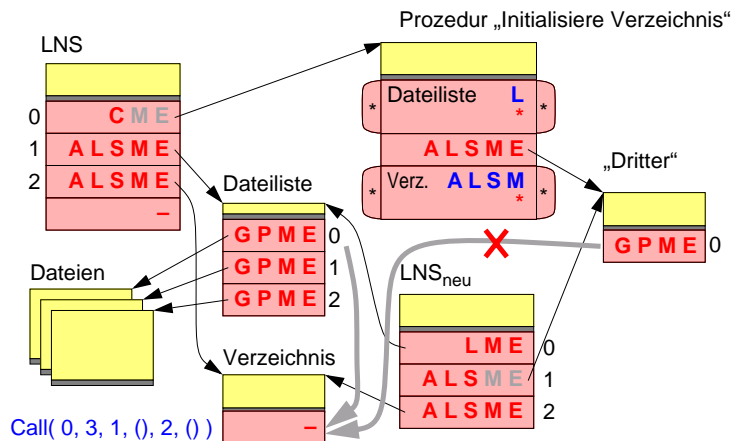 Prozedur „Initialisiere Verzeichnis“
LNS
0 C M E
1 A L S M E
2 A L S M E
–
* Dateiliste L *
*
A L S M E
* Verz. A L S M *
*
„Dritter“
G P M E 0
Dateiliste
G P M E 0
G P M E 1
G P M E 2
Dateien
LNSneu
L M E 0
A L S M E 1
A L S M E 2
Verzeichnis
–
Call( 0, 3, 1, (), 2, () )